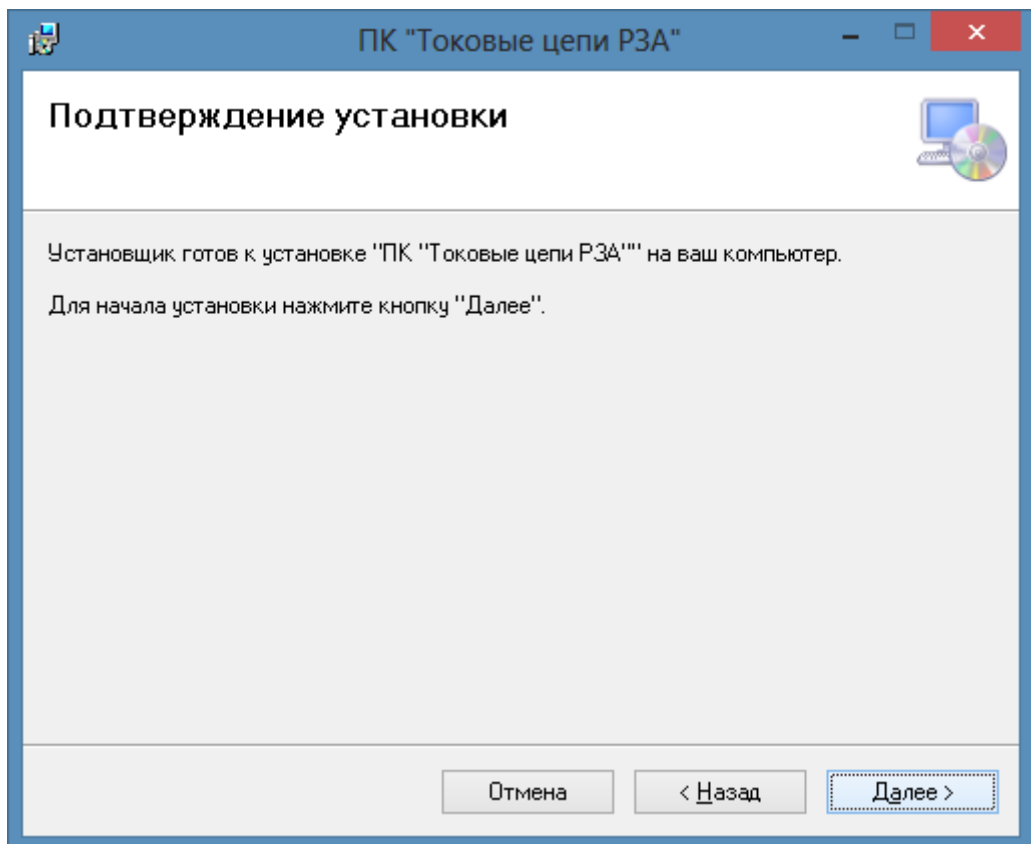 ПК "Токовые цепи РЗА"
Подтверждение установки
Установщик готов к установке "ПК "Токовые цепи РЗА"" на ваш компьютер.
Для начала установки нажмите кнопку "Далее".
Отмена
< Назад
Далее >